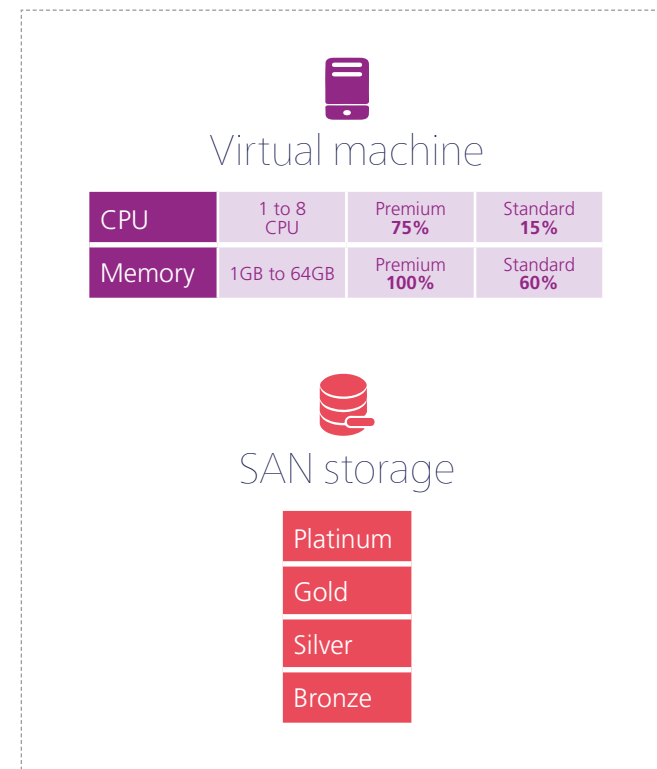 Virtual machine
CPU
1 to 8
CPU
Premium
75%
Standard
15%
Memory
1GB to 64GB
Premium
100%
Standard
60%
SAN storage
Platinum
Gold
Silver
Bronze